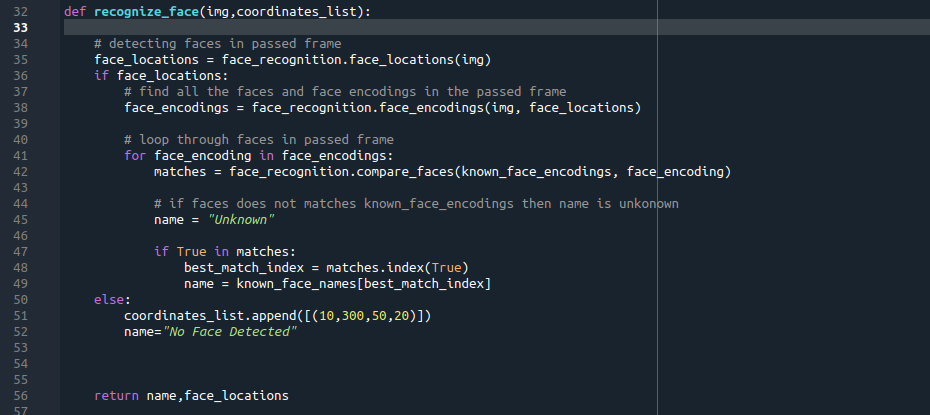 32 def recognize_face(img,coordinates_list):
33
34     # detecting faces in passed frame
35     face_locations = face_recognition.face_locations(img)
36     if face_locations:
37         # find all the faces and face encodings in the passed frame
38         face_encodings = face_recognition.face_encodings(img, face_locations)
39
40         # loop through faces in passed frame
41         for face_encoding in face_encodings:
42             matches = face_recognition.compare_faces(known_face_encodings, face_encoding)
43
44             # if faces does not matches known_face_encodings then name is unkonown
45             name = "Unknown"
46
47             if True in matches:
48                 best_match_index = matches.index(True)
49                 name = known_face_names[best_match_index]
50     else:
51         coordinates_list.append([(10,300,50,20)])
52         name="No Face Detected"
53
54
55
56     return name,face_locations
57